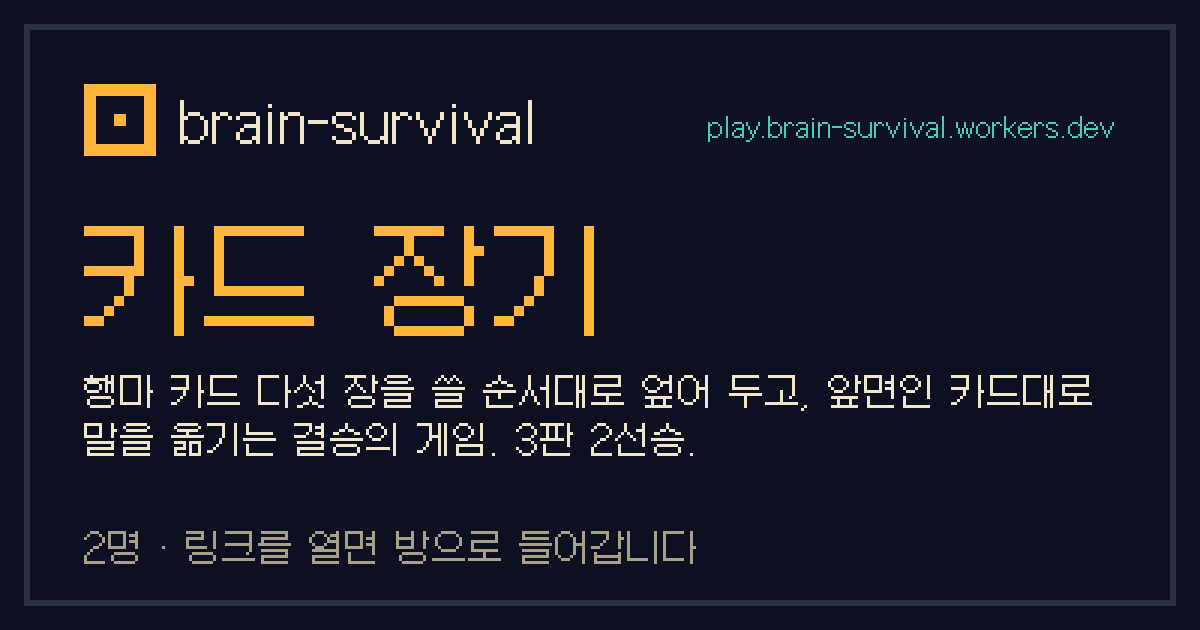 brain-survival
play.brain-survival.workers.dev
카드 장기
행마 카드 다섯 장을 쓸 순서대로 엎어 두고, 앞면인 카드대로
말을 옮기는 결승의 게임. 3판 2선승.
2명 · 링크를 열면 방으로 들어갑니다